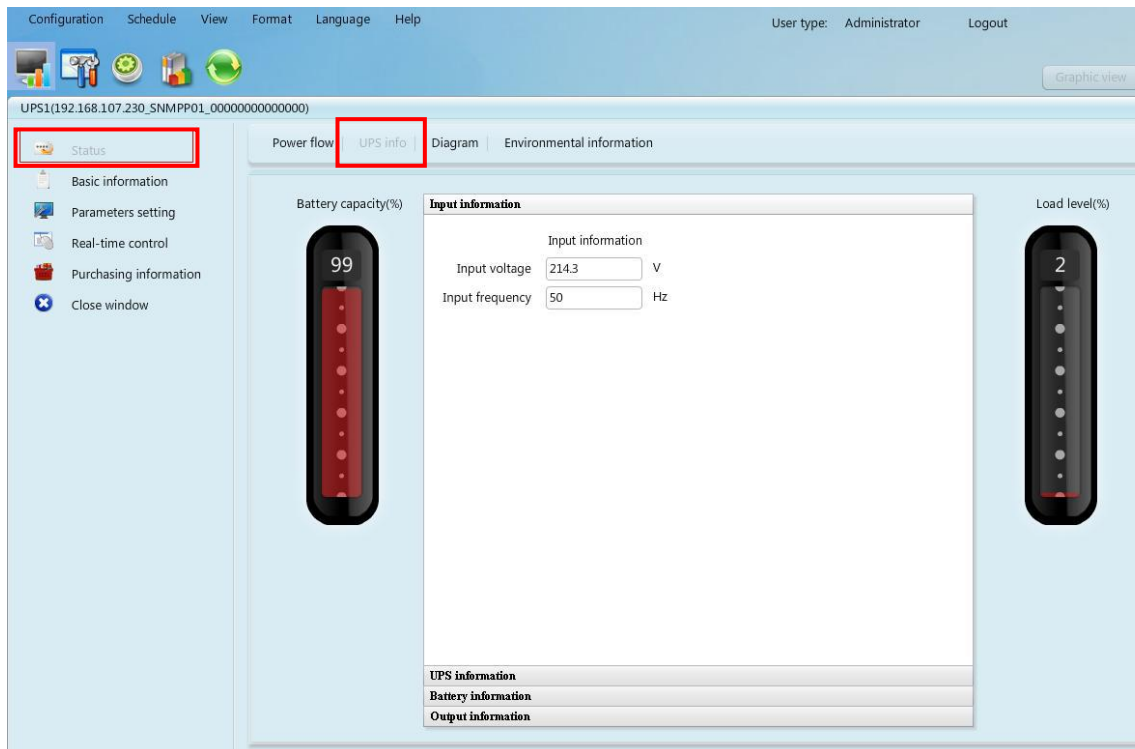 Configuration Schedule View Format Language Help User type: Administrator Logout
Graphic view
UPS1(192.168.107.230_SNMPP01_00000000000000)
Status
Basic information
Parameters setting
Real-time control
Purchasing information
Close window
Power flow UPS info Diagram Environmental information
Battery capacity(%)
99
Input information
Input information
Input voltage 214.3 V
Input frequency 50 Hz
UPS information
Battery information
Output information
Load level(%)
2